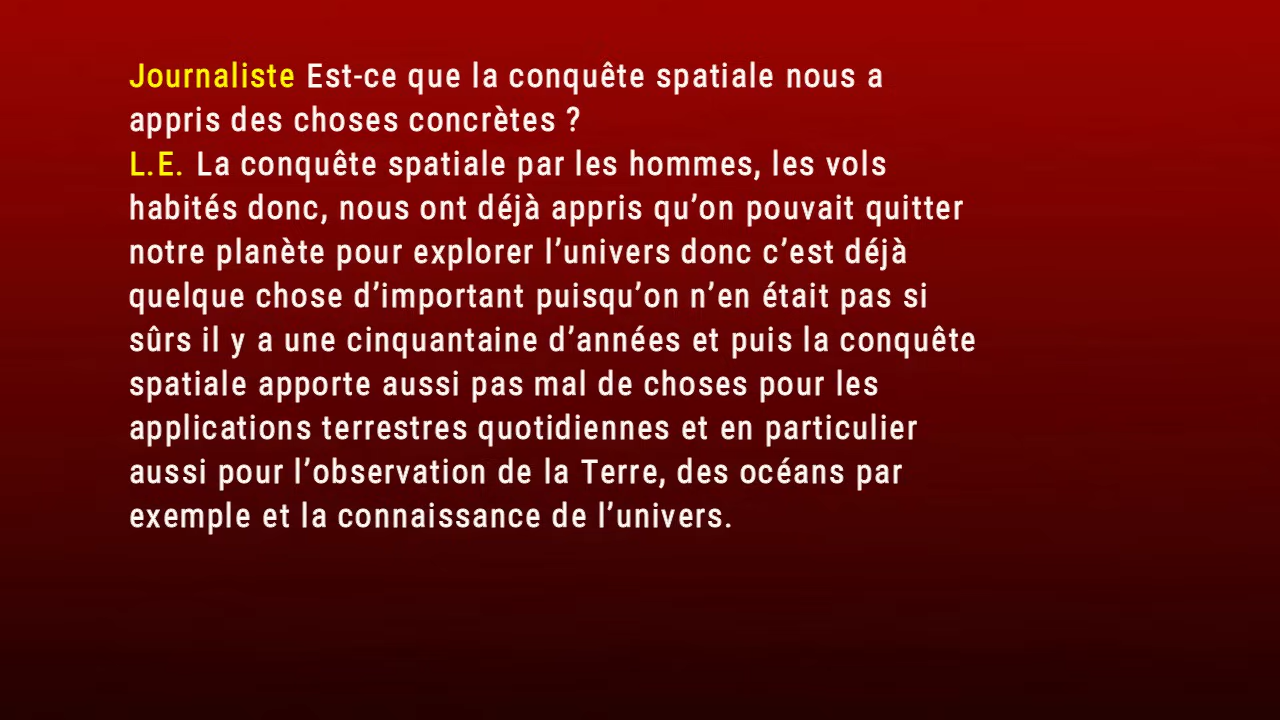 Journaliste Est-ce que la conquête spatiale nous a
appris des choses concrètes ?
L.E. La conquête spatiale par les hommes, les vols
habités donc, nous ont déjà appris qu’on pouvait quitter
notre planète pour explorer l’univers donc c’est déjà
quelque chose d’important puisqu’on n’en était pas si
sûrs il y a une cinquantaine d’années et puis la conquête
spatiale apporte aussi pas mal de choses pour les
applications terrestres quotidiennes et en particulier
aussi pour l’observation de la Terre, des océans par
exemple et la connaissance de l’univers.